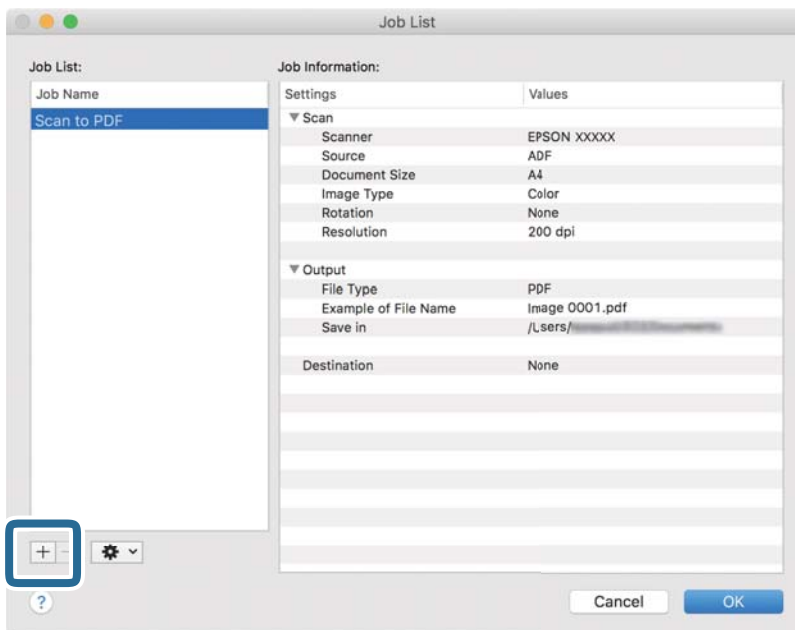 Job List
Job List:
Job Information:
Job Name
Scan to PDF
Settings Values
Scan
Scanner EPSON XXXXX
Source ADF
Document Size A4
Image Type Color
Rotation None
Resolution 200 dpi
Output
File Type PDF
Example of File Name Image 0001.pdf
Save in /Users/
Destination None
+ −
?
Cancel OK